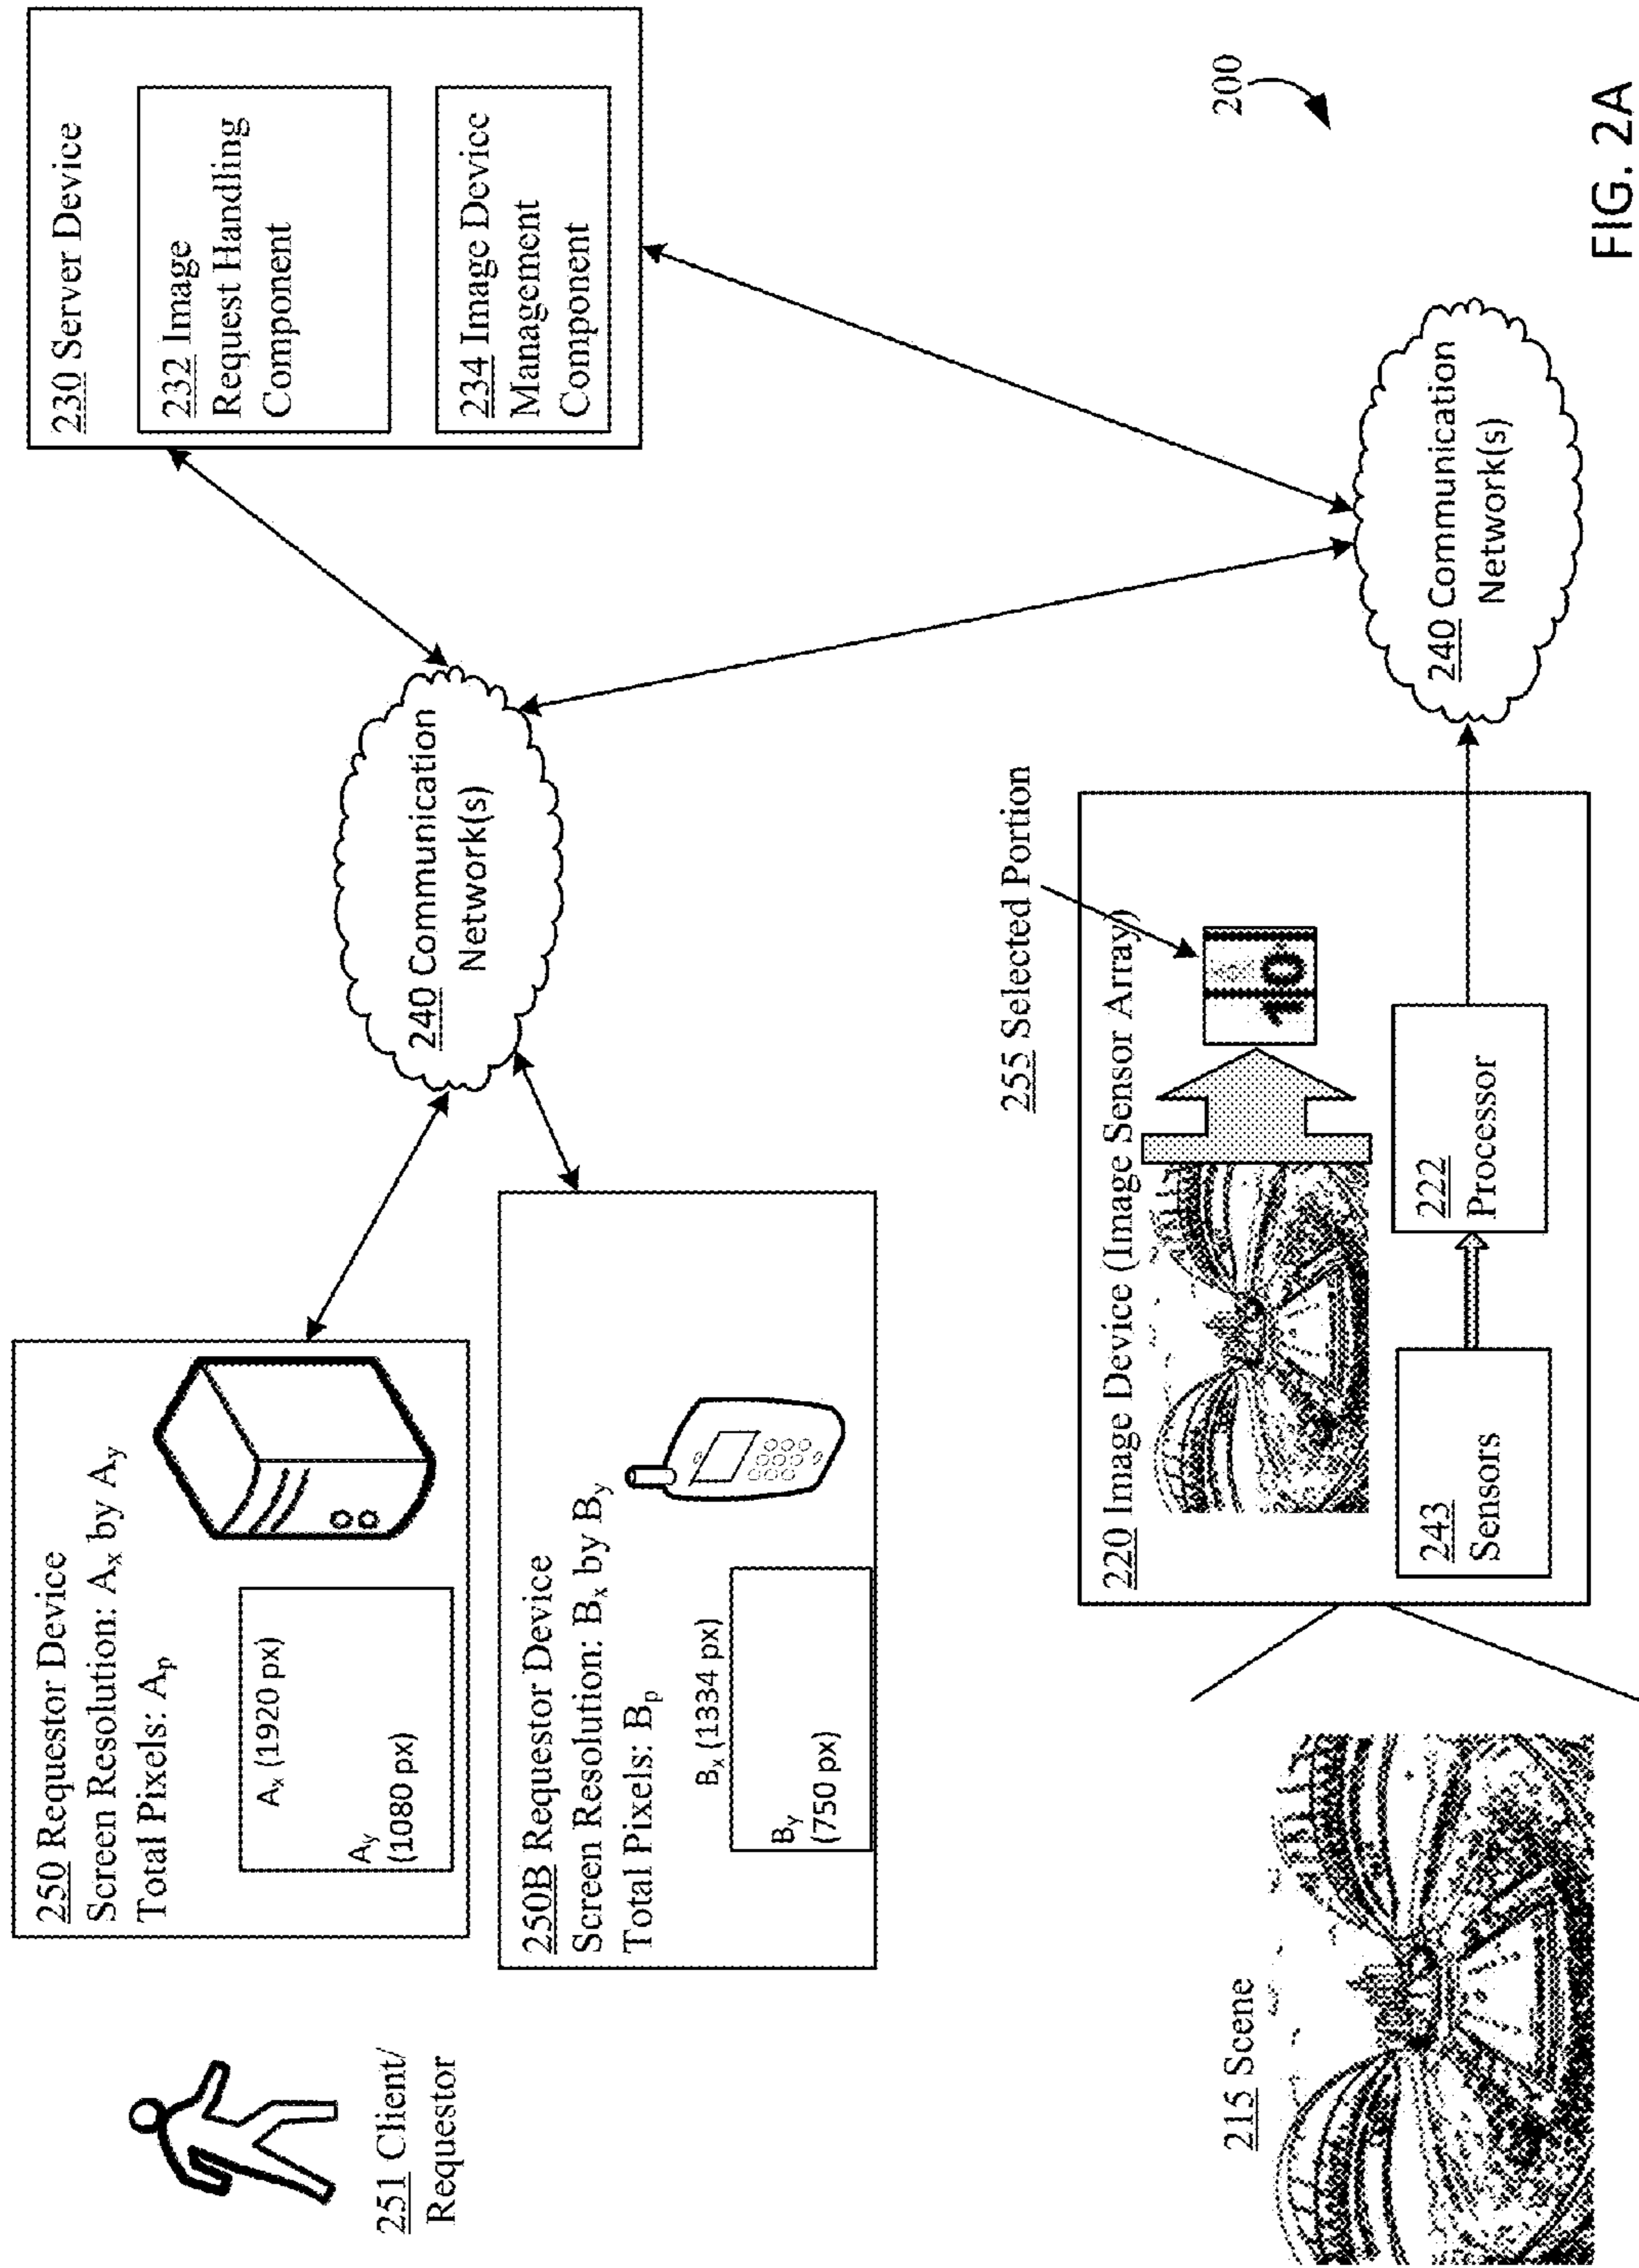 251 Client/
Requestor
250 Requestor Device
Screen Resolution: Ax by Ay
Total Pixels: Ap
Ax (1920 px)
Ay
(1080 px)
250B Requestor Device
Screen Resolution: Bx by By
Total Pixels: Bp
Bx (1334 px)
By
(750 px)
240 Communication
Network(s)
230 Server Device
232 Image
Request Handling
Component
234 Image Device
Management
Component
215 Scene
220 Image Device (Image Sensor Array)
255 Selected Portion
10
243
Sensors
222
Processor
240 Communication
Network(s)
200
FIG. 2A